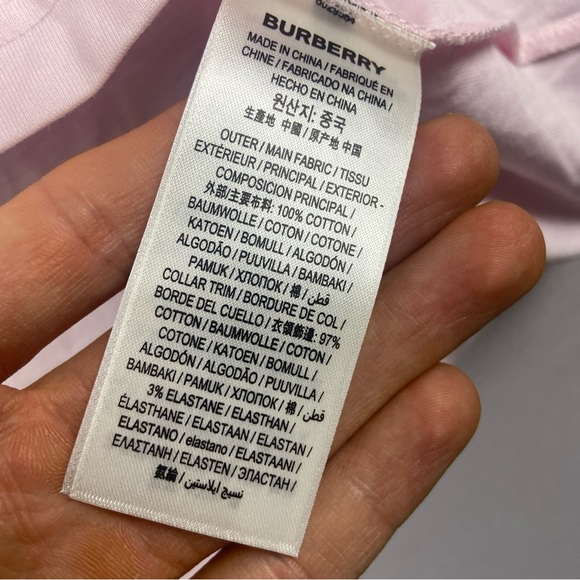 8029504
BURBERRY
MADE IN CHINA / FABRIQUÉ EN
CHINE / FABRICADO NA CHINA /
HECHO EN CHINA
원산지: 중국
生產地 中國 / 原产地 中国
OUTER / MAIN FABRIC / TISSU
EXTÉRIEUR / PRINCIPAL / EXTERIOR -
COMPOSICION PRINCIPAL /
外部/主要布料: 100% COTTON /
BAUMWOLLE / COTON / COTONE /
KATOEN / BOMULL / ALGODÓN /
ALGODÃO / PUUVILLA / BAMBAKI /
PAMUK / ХЛОПОК / 棉 / قطن /
COLLAR TRIM / BORDURE DE COL /
BORDE DEL CUELLO / 衣領飾邊: 97%
COTTON / BAUMWOLLE / COTON /
COTONE / KATOEN / BOMULL /
ALGODÓN / ALGODÃO / PUUVILLA /
BAMBAKI / PAMUK / ХЛОПОК / 棉 / قطن /
3% ELASTANE / ELASTHAN /
ÉLASTHANE / ELASTAAN / ELASTAN /
ELASTANO / elastano / ELASTAANI /
ΕΛΑΣΤΑΝΗ / ELASTEN / ЭЛАСТАН /
氨綸 / نسيج إيلاستين /